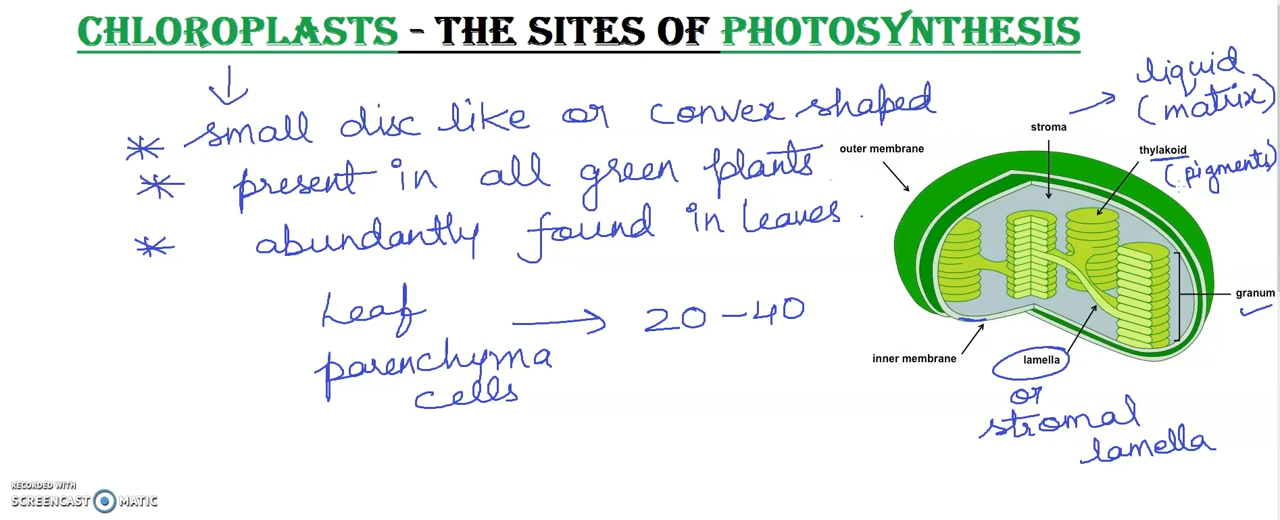 CHLOROPLASTS - THE SITES OF PHOTOSYNTHESIS
* small disc like or convex shaped
* present in all green plants
* abundantly found in leaves.
Leaf parenchyma cells → 20-40
liquid
(matrix)
stroma
outer membrane
thylakoid
(pigments)
granum
inner membrane
lamella
or
stromal
lamella
RECORDED WITH
SCREENCAST MATIC